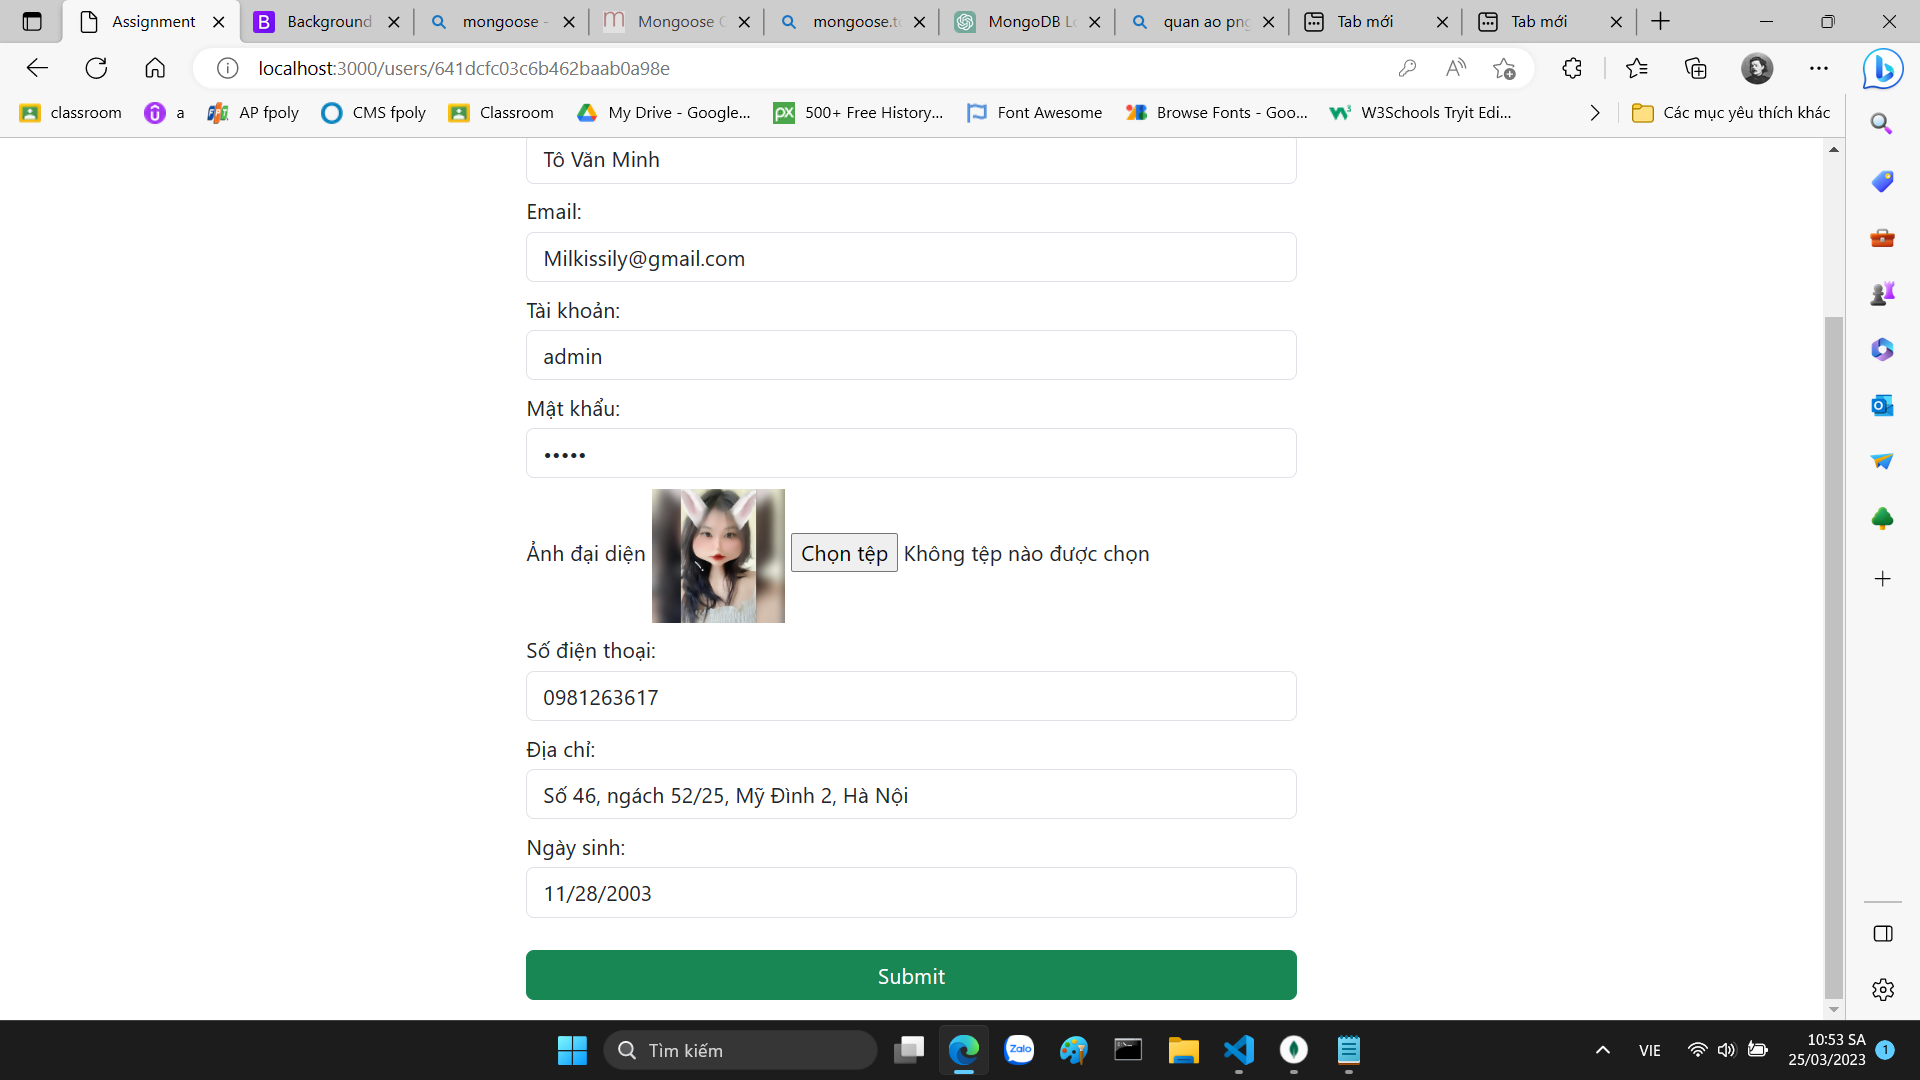 Assignment
Background
mongoose -
Mongoose
mongoose.t
MongoDB Lo
quan ao png
Tab mới
Tab mới
localhost:3000/users/641dcfc03c6b462baab0a98e
classroom
a
AP fpoly
CMS fpoly
Classroom
My Drive - Google...
500+ Free History...
Font Awesome
Browse Fonts - Goo...
W3Schools Tryit Edi...
Các mục yêu thích khác
Tô Văn Minh
Email:
Milkissily@gmail.com
Tài khoản:
admin
Mật khẩu:
•••••
Ảnh đại diện
Chọn tệp Không tệp nào được chọn
Số điện thoại:
0981263617
Địa chỉ:
Số 46, ngách 52/25, Mỹ Đình 2, Hà Nội
Ngày sinh:
11/28/2003
Submit
Tìm kiếm
Zalo
VIE
10:53 SA
25/03/2023
1